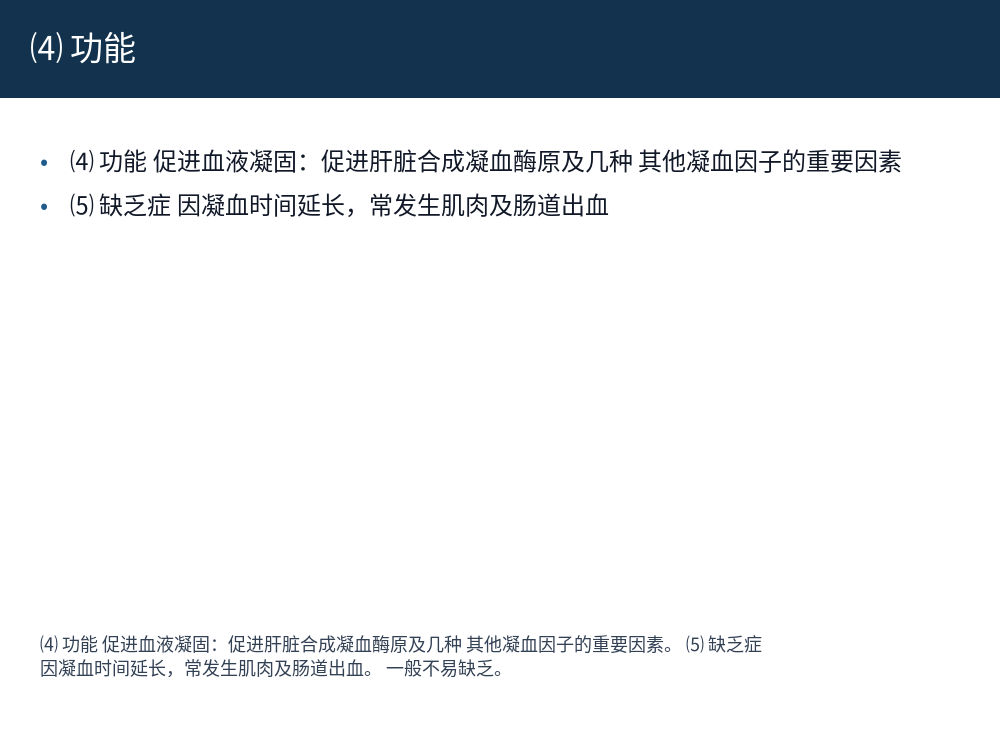 ⑷ 功能
• ⑷ 功能 促进血液凝固：促进肝脏合成凝血酶原及几种 其他凝血因子的重要因素
• ⑸ 缺乏症 因凝血时间延长，常发生肌肉及肠道出血
⑷ 功能 促进血液凝固：促进肝脏合成凝血酶原及几种 其他凝血因子的重要因素。 ⑸ 缺乏症
因凝血时间延长，常发生肌肉及肠道出血。 一般不易缺乏。